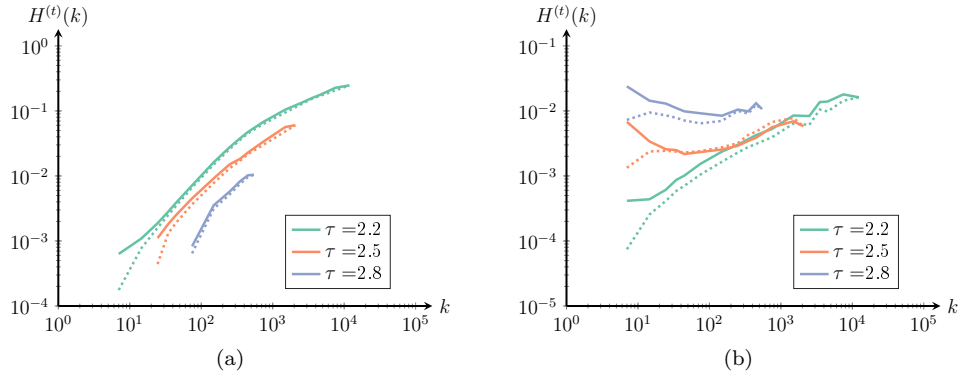 H^{(t)}(k)
10^0
10^{-1}
10^{-2}
10^{-3}
10^{-4}
10^0 10^1 10^2 10^3 10^4 10^5 k
τ =2.2
τ =2.5
τ =2.8
(a)
H^{(t)}(k)
10^{-1}
10^{-2}
10^{-3}
10^{-4}
10^{-5}
10^0 10^1 10^2 10^3 10^4 10^5 k
τ =2.2
τ =2.5
τ =2.8
(b)